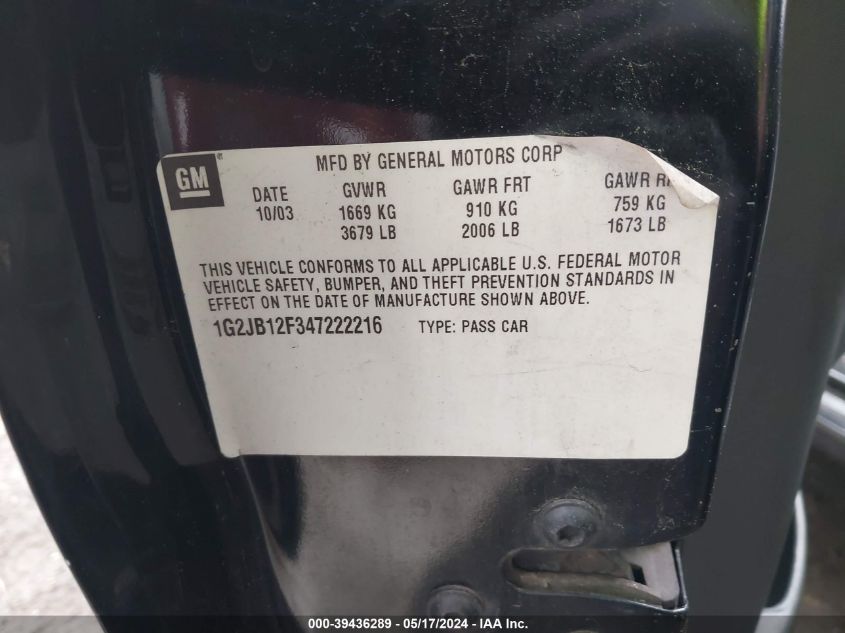 MFD BY GENERAL MOTORS CORP
GM
DATE GVWR GAWR FRT GAWR
10/03 1669 KG 910 KG 759 KG
3679 LB 2006 LB 1673 LB
THIS VEHICLE CONFORMS TO ALL APPLICABLE U.S. FEDERAL MOTOR
VEHICLE SAFETY, BUMPER, AND THEFT PREVENTION STANDARDS IN
EFFECT ON THE DATE OF MANUFACTURE SHOWN ABOVE.
1G2JB12F347222216 TYPE: PASS CAR
000-39436289 - 05/17/2024 - IAA, Inc.